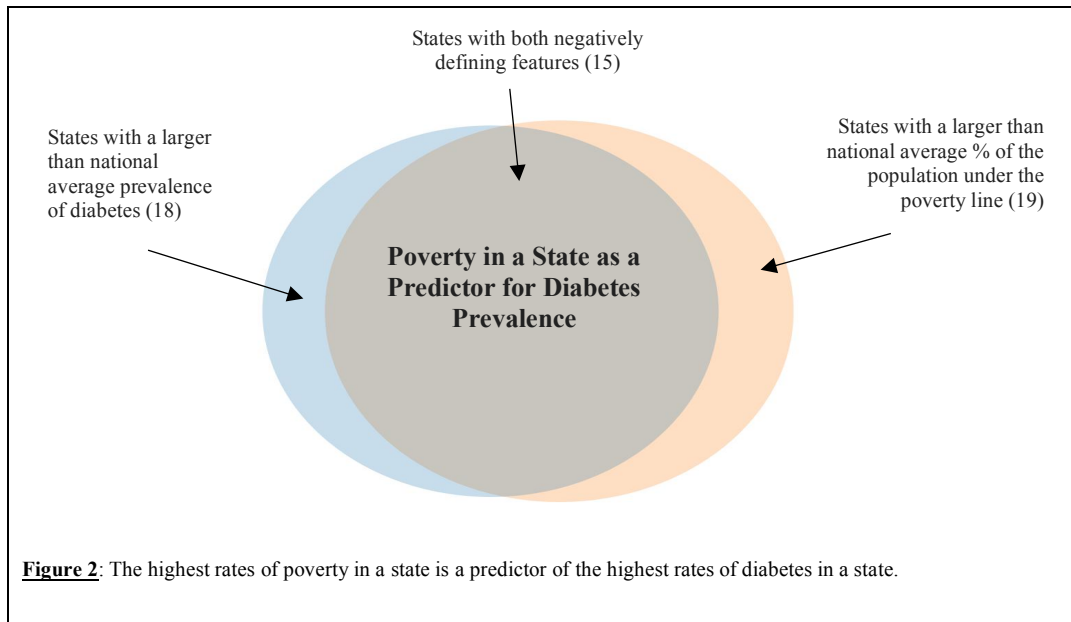 States with both negatively
defining features (15)
States with a larger
than national
average prevalence
of diabetes (18)
States with a larger than
national average % of the
population under the
poverty line (19)
Poverty in a State as a
Predictor for Diabetes
Prevalence
Figure 2: The highest rates of poverty in a state is a predictor of the highest rates of diabetes in a state.